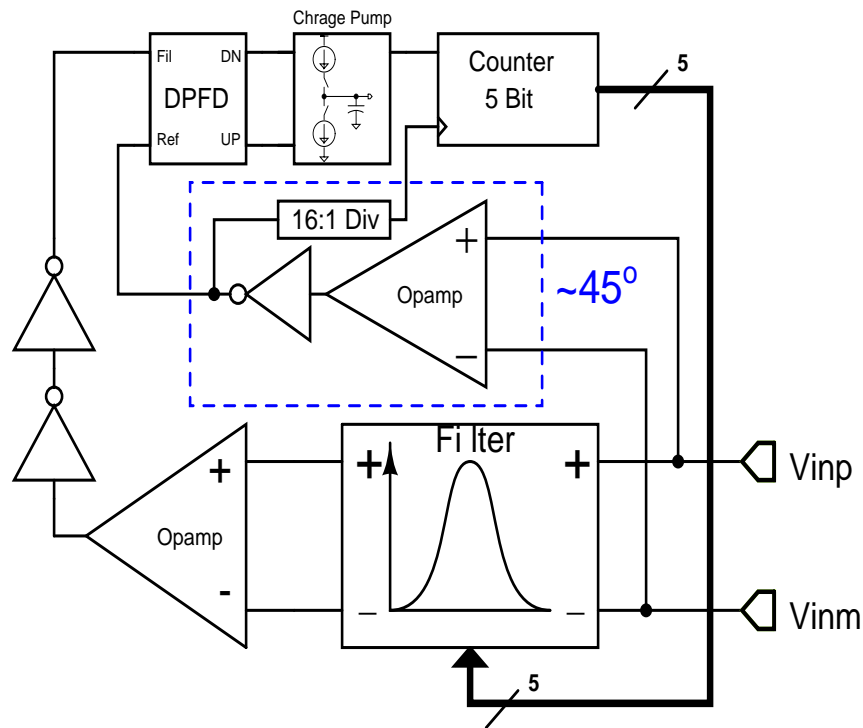 Chrage Pump
Fil
DN
DPFD
Ref
UP
Counter
5 Bit
5
16:1 Div
+
Opamp
−
~45o
Fi lter
+
Opamp
-
+
+
−
−
Vinp
Vinm
5